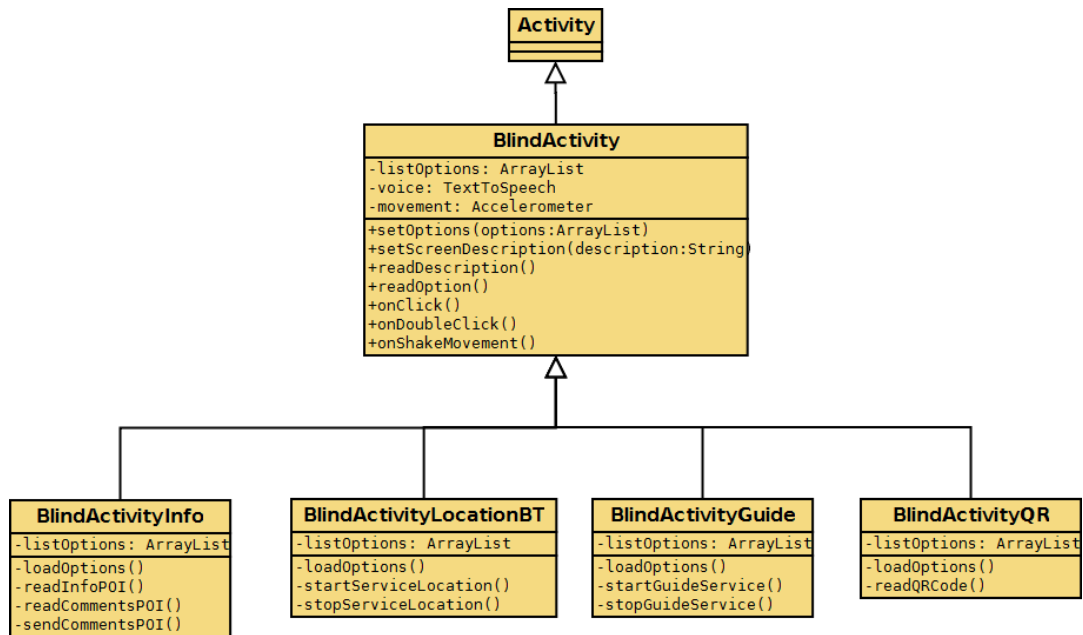 Activity
BlindActivity
-listOptions: ArrayList
-voice: TextToSpeech
-movement: Accelerometer
+setOptions(options:ArrayList)
+setScreenDescription(description:String)
+readDescription()
+readOption()
+onClick()
+onDoubleClick()
+onShakeMovement()
BlindActivityInfo
-listOptions: ArrayList
-loadOptions()
-readInfoPOI()
-readCommentsPOI()
-sendCommentsPOI()
BlindActivityLocationBT
-listOptions: ArrayList
-loadOptions()
-startServiceLocation()
-stopServiceLocation()
BlindActivityGuide
-listOptions: ArrayList
-loadOptions()
-startGuideService()
-stopGuideService()
BlindActivityQR
-listOptions: ArrayList
-loadOptions()
-readQRCode()